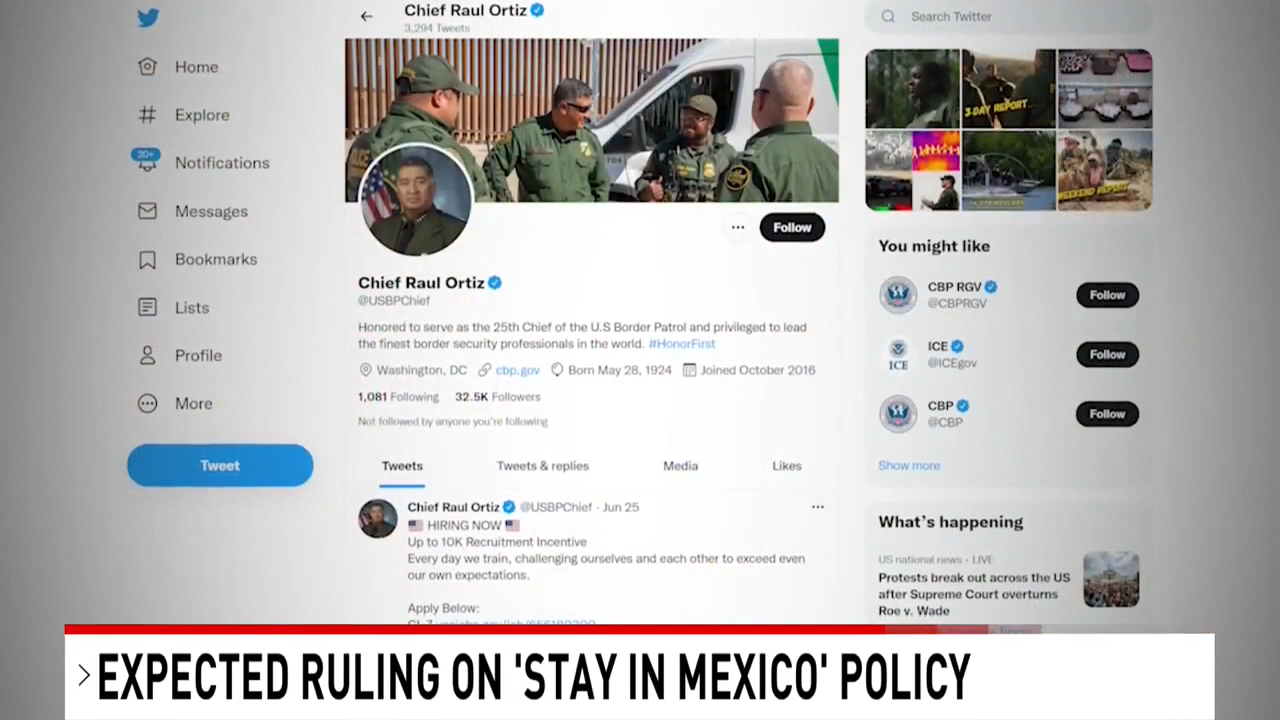 Chief Raul Ortiz
3,294 Tweets
Search Twitter
Home
Explore
20+
Notifications
Messages
Bookmarks
Lists
Profile
More
Tweet
704
3-DAY REPORT...
WEEKEND REPORT
Follow
Chief Raul Ortiz
@USBPChief
Honored to serve as the 25th Chief of the U.S Border Patrol and privileged to lead
the finest border security professionals in the world. #HonorFirst
Washington, DC cbp.gov Born May 28, 1924 Joined October 2016
1,081 Following 32.5K Followers
Not followed by anyone you're following
Tweets Tweets & replies Media Likes
Chief Raul Ortiz @USBPChief · Jun 25
HIRING NOW
Up to 10K Recruitment Incentive
Every day we train, challenging ourselves and each other to exceed even
our own expectations.
Apply Below:
You might like
CBP RGV
@CBPRGV
Follow
ICE
ICE
@ICEgov
Follow
CBP
@CBP
Follow
Show more
What's happening
US national news · LIVE
Protests break out across the US
after Supreme Court overturns
Roe v. Wade
EXPECTED RULING ON 'STAY IN MEXICO' POLICY